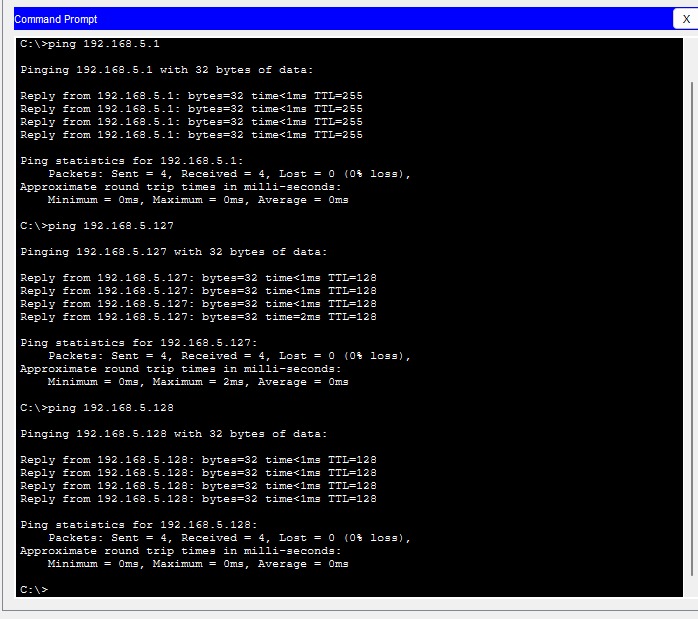 Command Prompt
X
C:\>ping 192.168.5.1
Pinging 192.168.5.1 with 32 bytes of data:
Reply from 192.168.5.1: bytes=32 time<1ms TTL=255
Reply from 192.168.5.1: bytes=32 time<1ms TTL=255
Reply from 192.168.5.1: bytes=32 time<1ms TTL=255
Reply from 192.168.5.1: bytes=32 time<1ms TTL=255
Ping statistics for 192.168.5.1:
    Packets: Sent = 4, Received = 4, Lost = 0 (0% loss),
Approximate round trip times in milli-seconds:
    Minimum = 0ms, Maximum = 0ms, Average = 0ms
C:\>ping 192.168.5.127
Pinging 192.168.5.127 with 32 bytes of data:
Reply from 192.168.5.127: bytes=32 time<1ms TTL=128
Reply from 192.168.5.127: bytes=32 time<1ms TTL=128
Reply from 192.168.5.127: bytes=32 time<1ms TTL=128
Reply from 192.168.5.127: bytes=32 time=2ms TTL=128
Ping statistics for 192.168.5.127:
    Packets: Sent = 4, Received = 4, Lost = 0 (0% loss),
Approximate round trip times in milli-seconds:
    Minimum = 0ms, Maximum = 2ms, Average = 0ms
C:\>ping 192.168.5.128
Pinging 192.168.5.128 with 32 bytes of data:
Reply from 192.168.5.128: bytes=32 time<1ms TTL=128
Reply from 192.168.5.128: bytes=32 time<1ms TTL=128
Reply from 192.168.5.128: bytes=32 time<1ms TTL=128
Reply from 192.168.5.128: bytes=32 time<1ms TTL=128
Ping statistics for 192.168.5.128:
    Packets: Sent = 4, Received = 4, Lost = 0 (0% loss),
Approximate round trip times in milli-seconds:
    Minimum = 0ms, Maximum = 0ms, Average = 0ms
C:\>